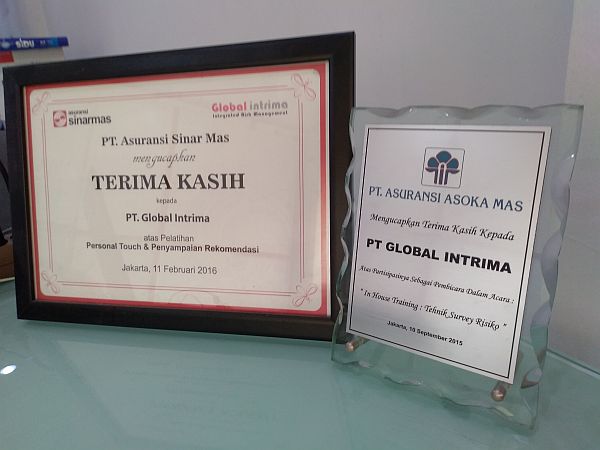 SiDU
asuransi
sinarmas
Global intrima
Integrated Risk Management
PT. Asuransi Sinar Mas
mengucapkan
TERIMA KASIH
kepada
PT. Global Intrima
atas Pelatihan
Personal Touch & Penyampaian Rekomendasi
Jakarta, 11 Februari 2016
PT. ASURANSI ASOKA MAS
Mengucapkan Terima Kasih Kepada
PT GLOBAL INTRIMA
Atas Partisipasinya Sebagai Pembicara Dalam Acara :
" In House Training : Tehnik Survey Risiko "
Jakarta, 10 September 2015